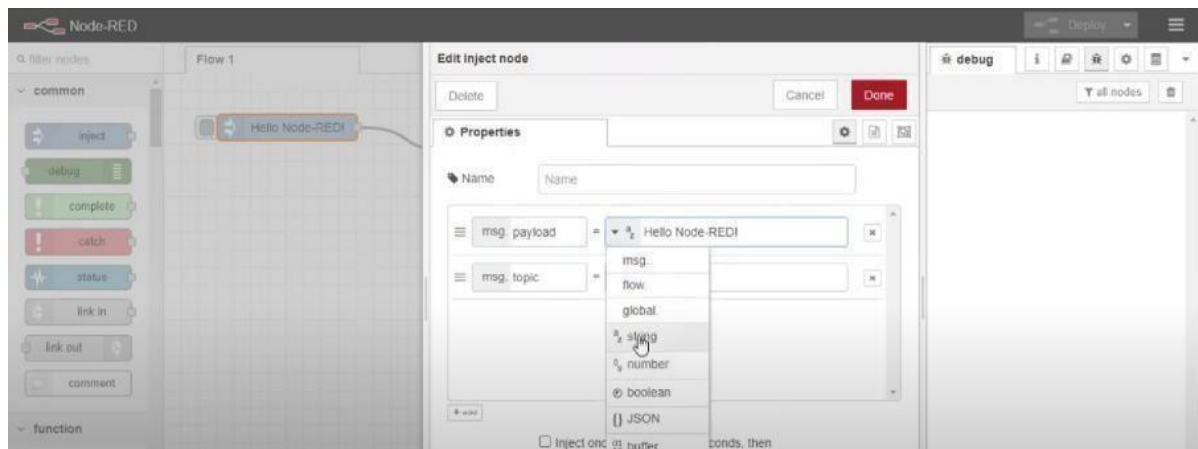 Node-RED
Deploy
filter nodes
Flow 1
Edit inject node
debug
i
common
Delete
Cancel
Done
all nodes
inject
Hello Node-RED!
Properties
debug
Name
Name
complete
catch
msg. payload
=
a z
Hello Node-RED!
status
msg. topic
=
msg.
flow.
link in
global.
string
link out
number
comment
boolean
+ add
{} JSON
function
Inject onc
buffer
conds, then